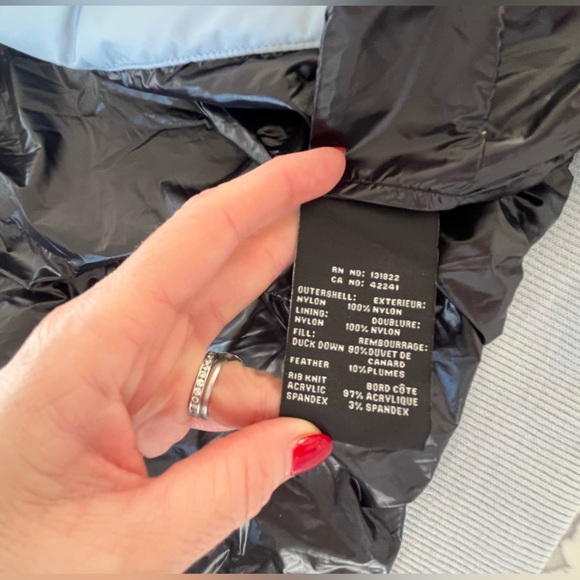 RN NO: 131922
CA NO: 42241
OUTERSHELL: EXTERIEUR:
NYLON 100% NYLON
LINING: DOUBLURE:
NYLON 100% NYLON
FILL: REMBOURRAGE:
DUCK DOWN 90% DUVET DE
CANARD
FEATHER 10% PLUMES
RIB KNIT BORD CÔTE
ACRYLIC 97% ACRYLIQUE
SPANDEX 3% SPANDEX